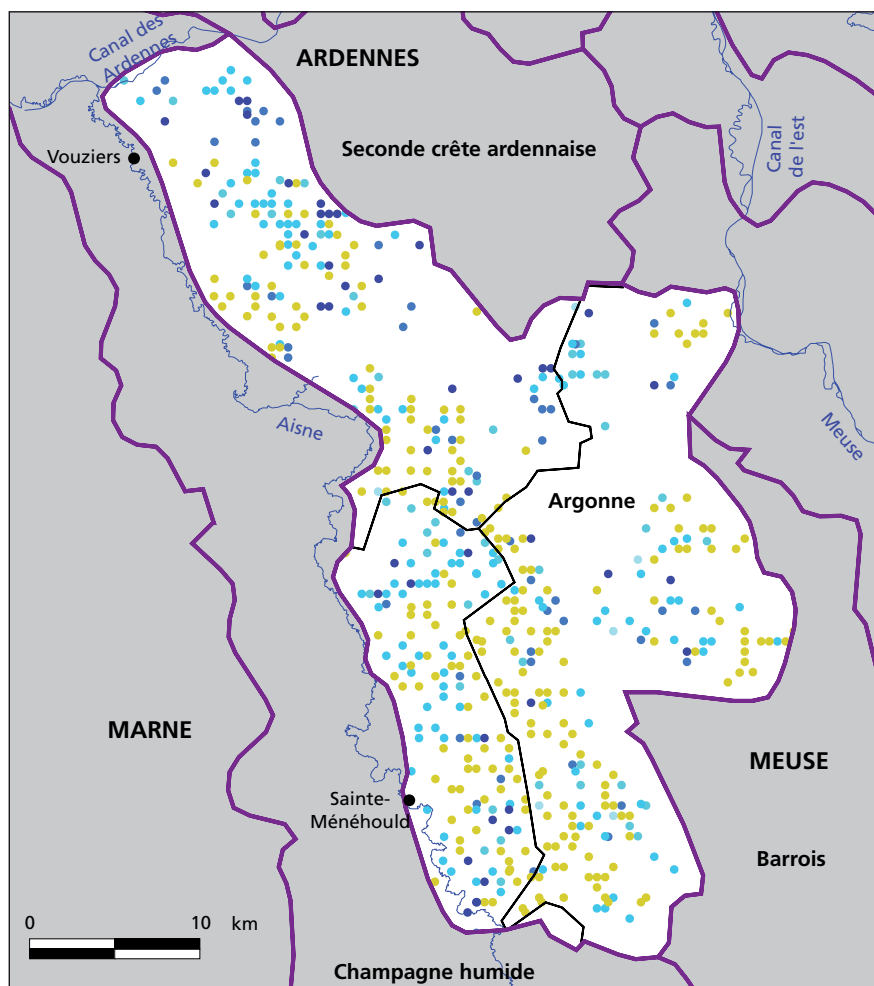 Canal des
Ardennes
ARDENNES
Vouziers
Seconde crête ardennaise
Canal
de l'est
Aisne
Meuse
Argonne
MARNE
MEUSE
Sainte-
Ménéhould
Barrois
0 10 km
Champagne humide